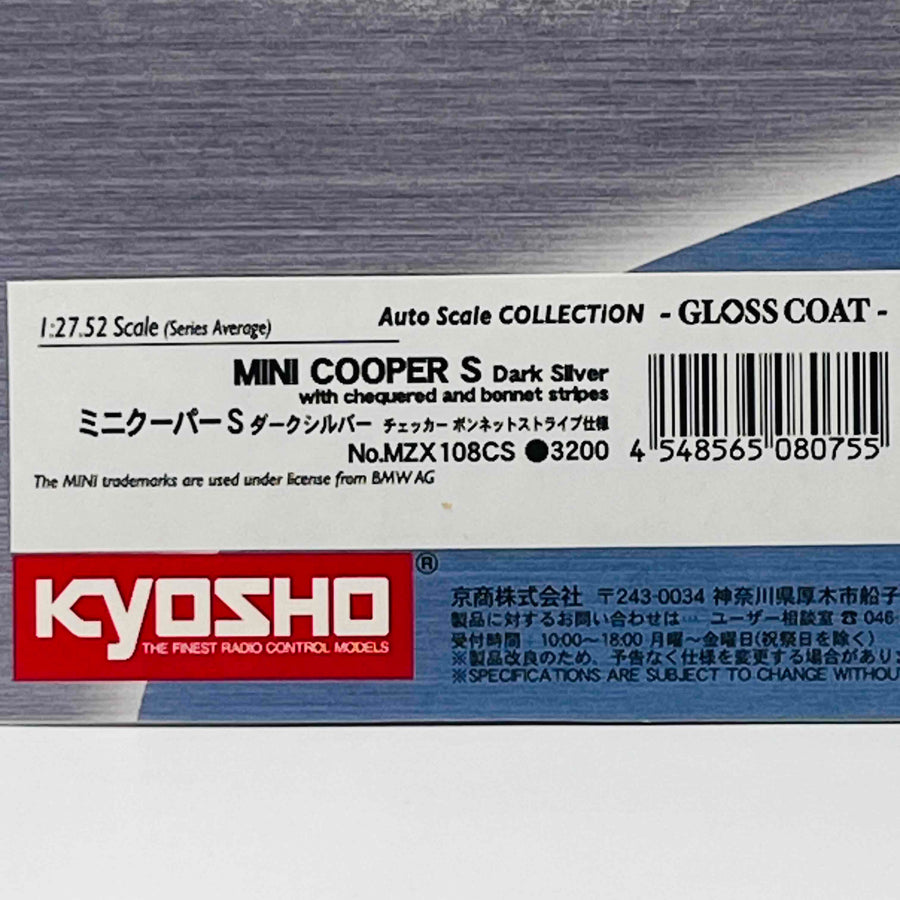 1:27.52 Scale (Series Average)
Auto Scale COLLECTION - GLOSS COAT -
MINI COOPER S Dark Silver
with chequered and bonnet stripes
ミニクーパーS ダークシルバー チェッカー ボンネットストライプ仕様
No.MZX108CS ●3200
4 548565 080755
The MINI trademarks are used under license from BMW AG
KYOSHO
®
THE FINEST RADIO CONTROL MODELS
京商株式会社 〒243-0034 神奈川県厚木市船子
製品に対するお問い合わせは… ユーザー相談室 ☎ 046-
受付時間：10:00〜18:00 月曜〜金曜日(祝祭日を除く)
※製品改良のため、予告なく仕様を変更する場合があり
※SPECIFICATIONS ARE SUBJECT TO CHANGE WITHOU